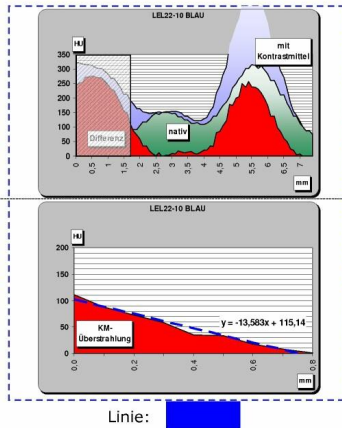 LEL22-10 BLAU
HU
mit
Kontrastmittel
350
300
250
200
150
100
50
0
nativ
Differenz
0
0,5
1
1,5
2
2,5
3
3,5
4
4,5
5
5,5
6
6,5
7
mm
LEL22-10 BLAU
HU
200
150
100
50
0
y = -13,583x + 115,14
KM-
Überstrahlung
0.0
0.2
0.4
0.6
0.8
mm
Linie: